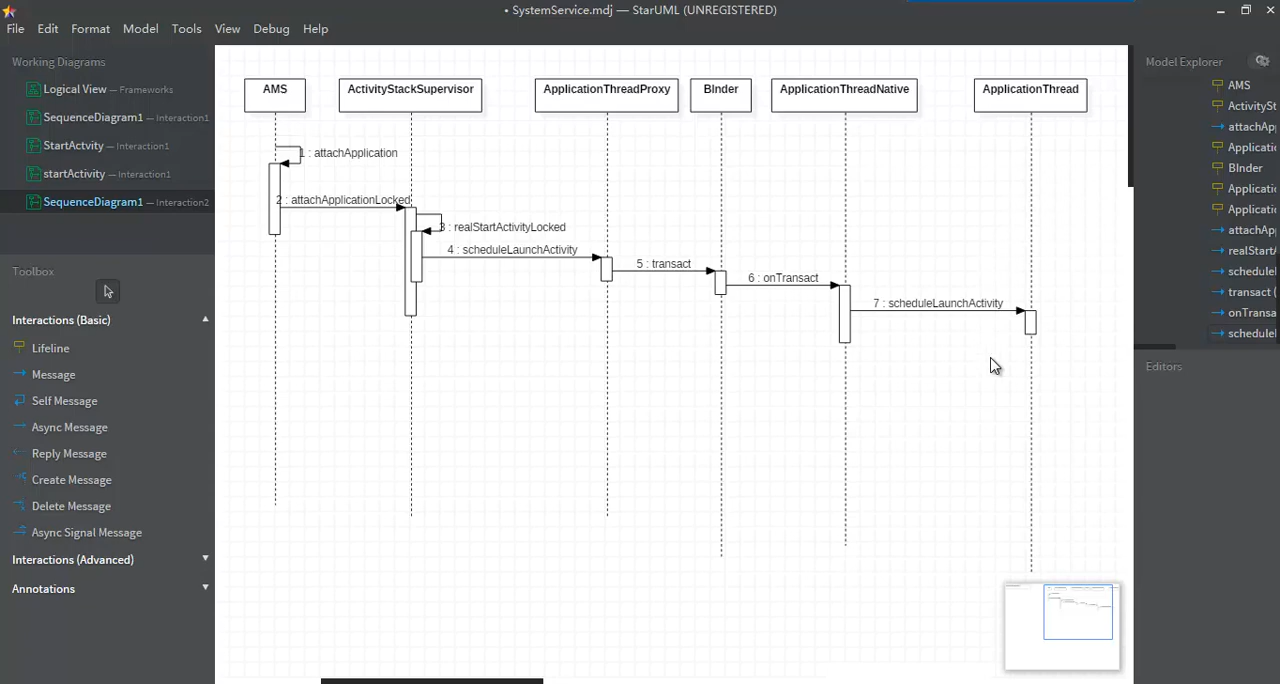 • SystemService.mdj — StarUML (UNREGISTERED)
File Edit Format Model Tools View Debug Help
Working Diagrams
Logical View — Frameworks
SequenceDiagram1 — Interaction1
StartActvity — Interaction1
startActivity — Interaction1
SequenceDiagram1 — Interaction2
Toolbox
Interactions (Basic)
Lifeline
Message
Self Message
Async Message
Reply Message
Create Message
Delete Message
Async Signal Message
Interactions (Advanced)
Annotations
AMS ActivityStackSupervisor ApplicationThreadProxy BInder ApplicationThreadNative ApplicationThread
1 : attachApplication
2 : attachApplicationLocked
3 : realStartActivityLocked
4 : scheduleLaunchActivity
5 : transact
6 : onTransact
7 : scheduleLaunchActivity
Model Explorer
AMS
ActivitySt
attachAp
Applicatio
BInder
Applicatio
Applicatio
attachAp
realStart
schedule
transact (
onTransa
schedule
Editors